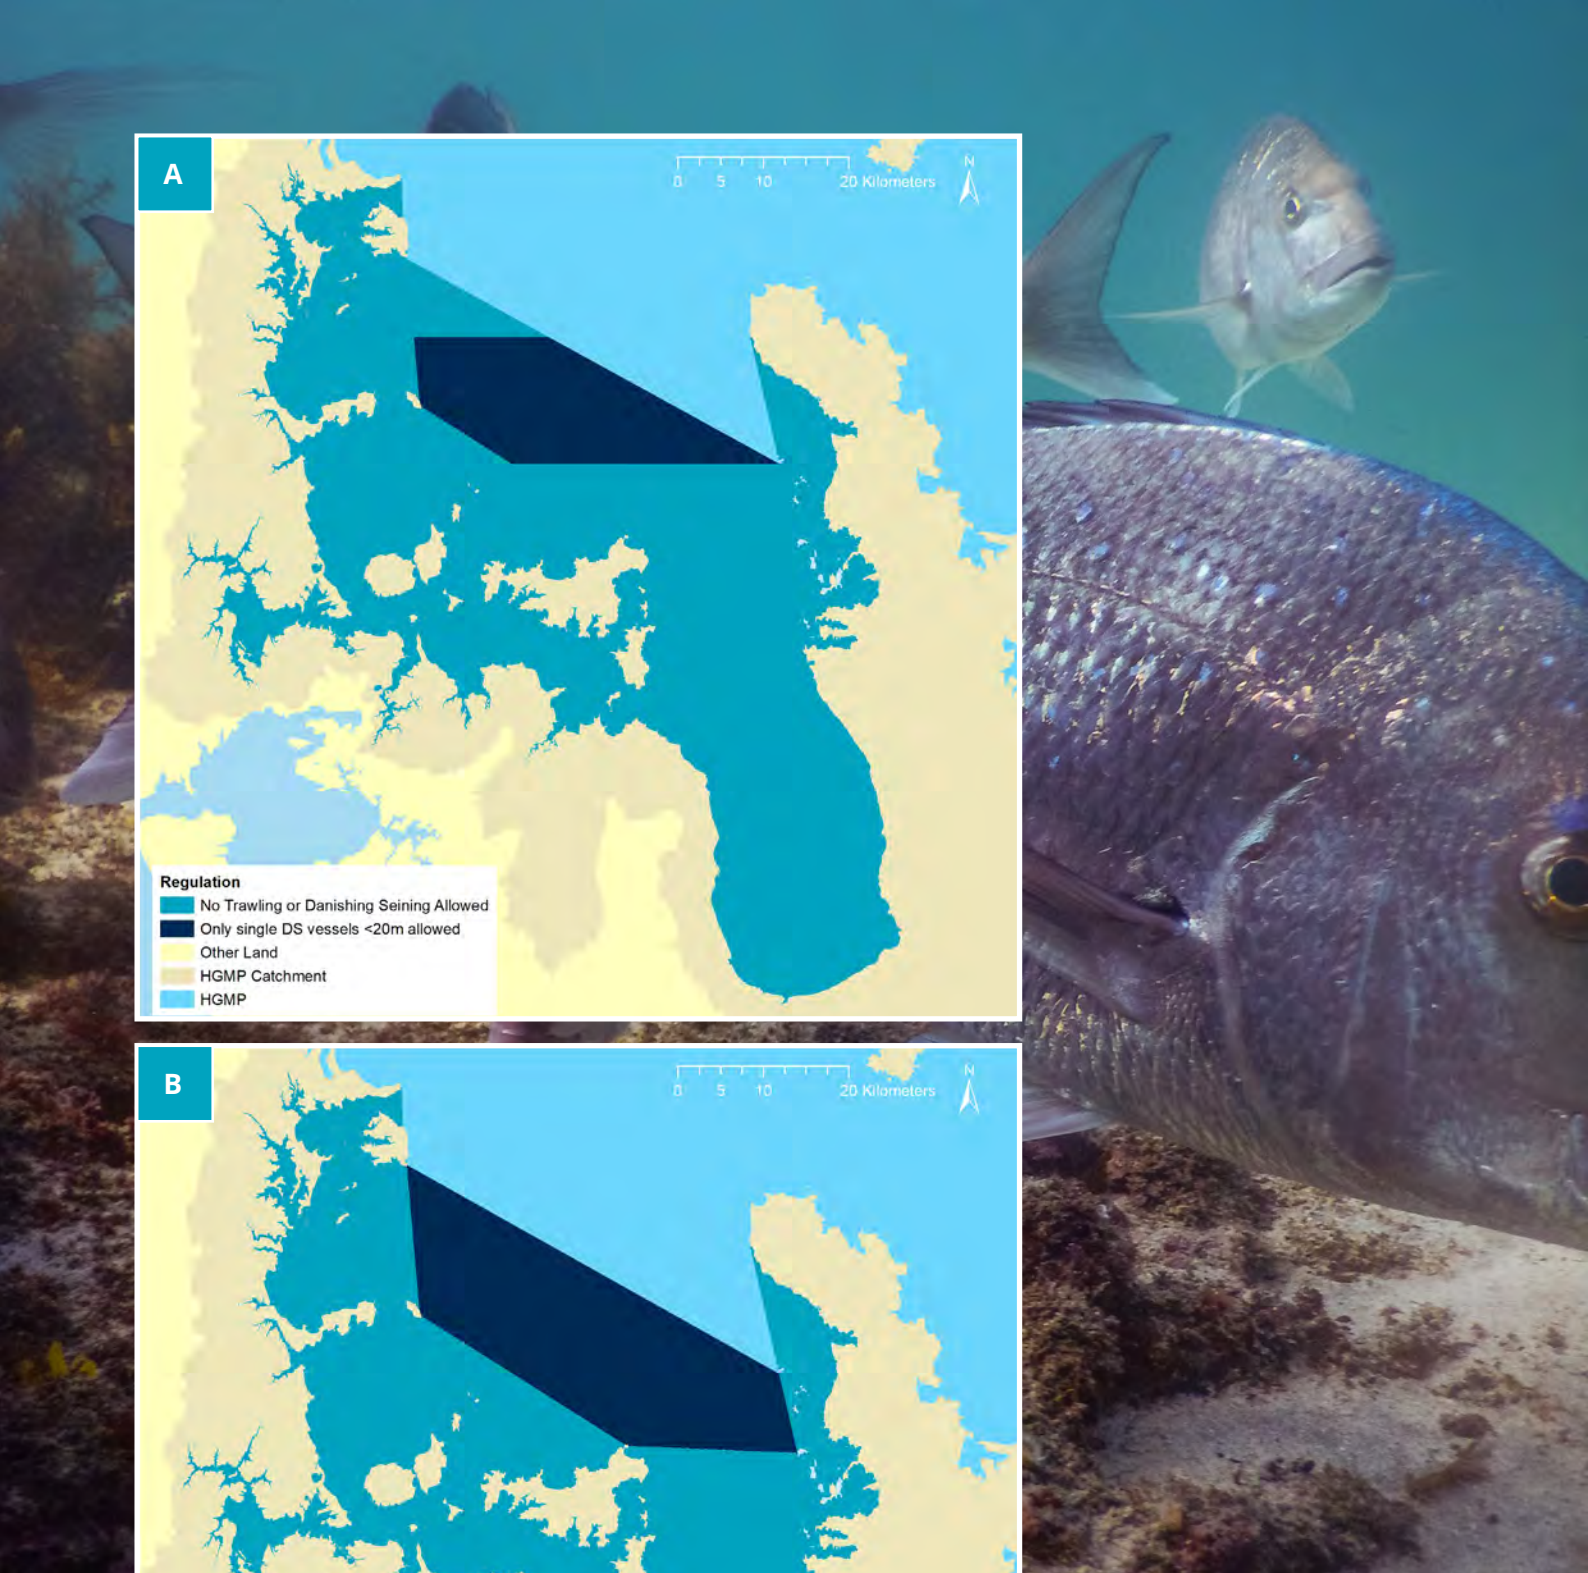 A
0 5 10 20 Kilometers
N
Regulation
No Trawling or Danishing Seining Allowed
Only single DS vessels <20m allowed
Other Land
HGMP Catchment
HGMP
B
0 5 10 20 Kilometers
N